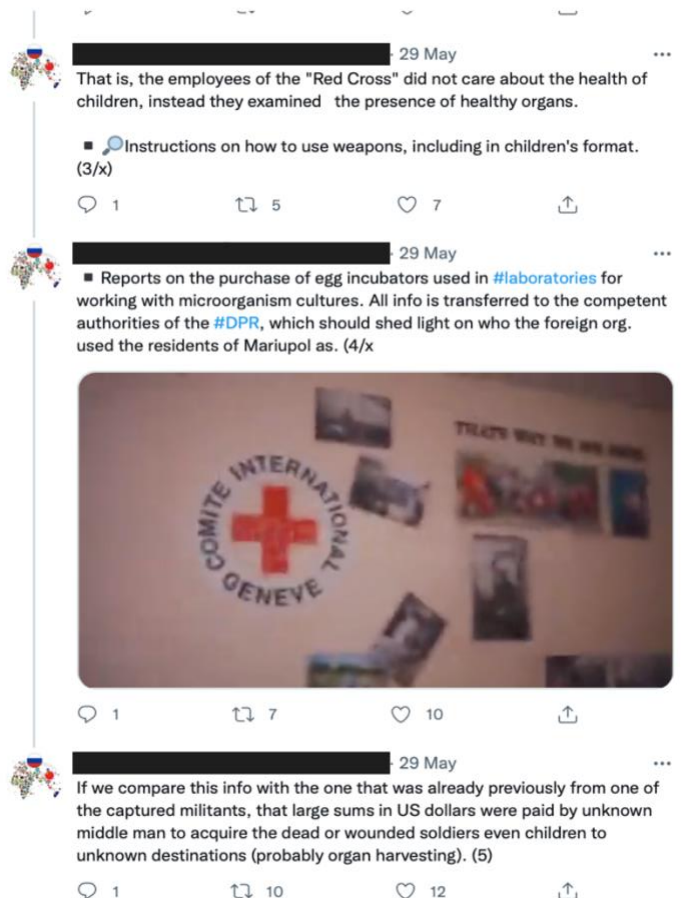 29 May
That is, the employees of the "Red Cross" did not care about the health of
children, instead they examined the presence of healthy organs.
▪ 🔎Instructions on how to use weapons, including in children's format.
(3/x)
1 5 7
29 May
▪ Reports on the purchase of egg incubators used in #laboratories for
working with microorganism cultures. All info is transferred to the competent
authorities of the #DPR, which should shed light on who the foreign org.
used the residents of Mariupol as. (4/x
COMITE INTERNATIONAL
GENEVE
THAT'S WHY WE ARE
1 7 10
29 May
If we compare this info with the one that was already previously from one of
the captured militants, that large sums in US dollars were paid by unknown
middle man to acquire the dead or wounded soldiers even children to
unknown destinations (probably organ harvesting). (5)
1 10 12